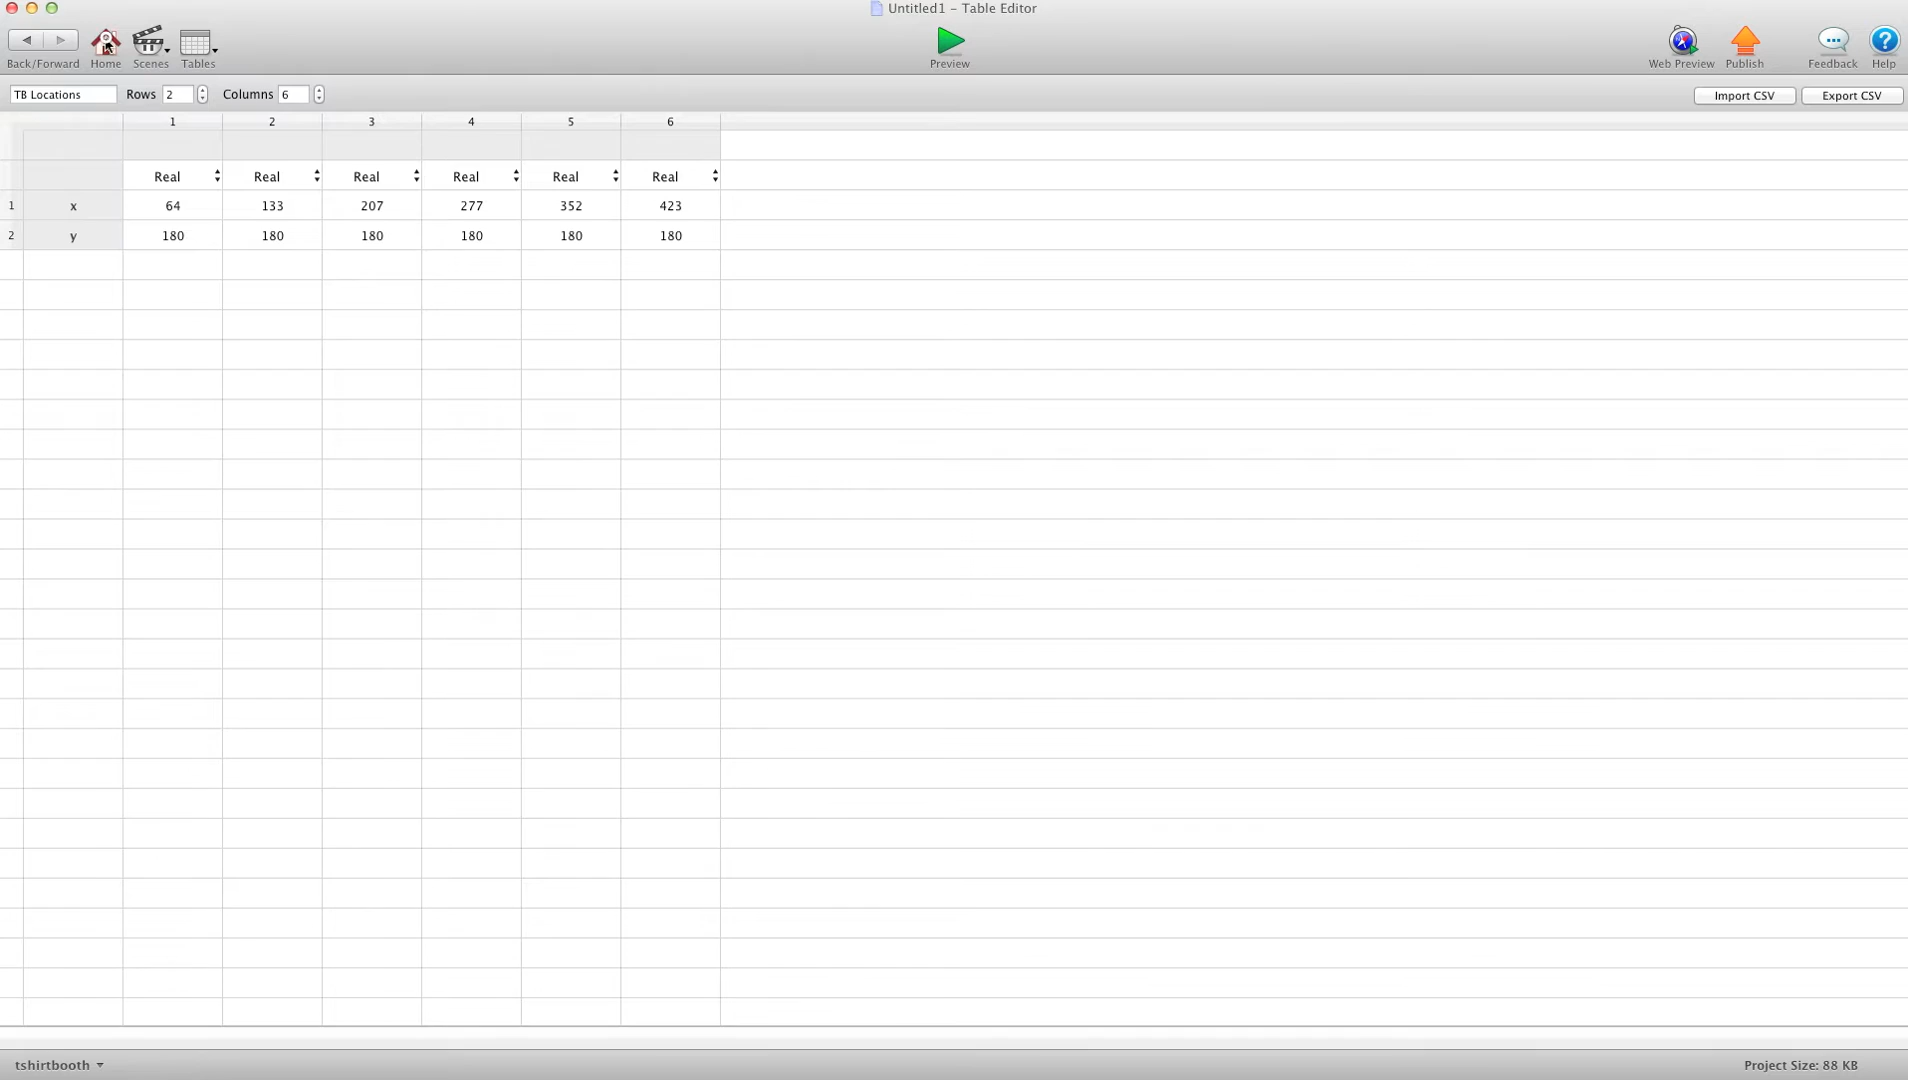 Untitled1 – Table Editor
Back/Forward Home Scenes Tables Preview Web Preview Publish Feedback Help
TB Locations Rows 2 Columns 6 Import CSV Export CSV
1 2 3 4 5 6
Real Real Real Real Real Real
1 x 64 133 207 277 352 423
2 y 180 180 180 180 180 180
tshirtbooth Project Size: 88 KB